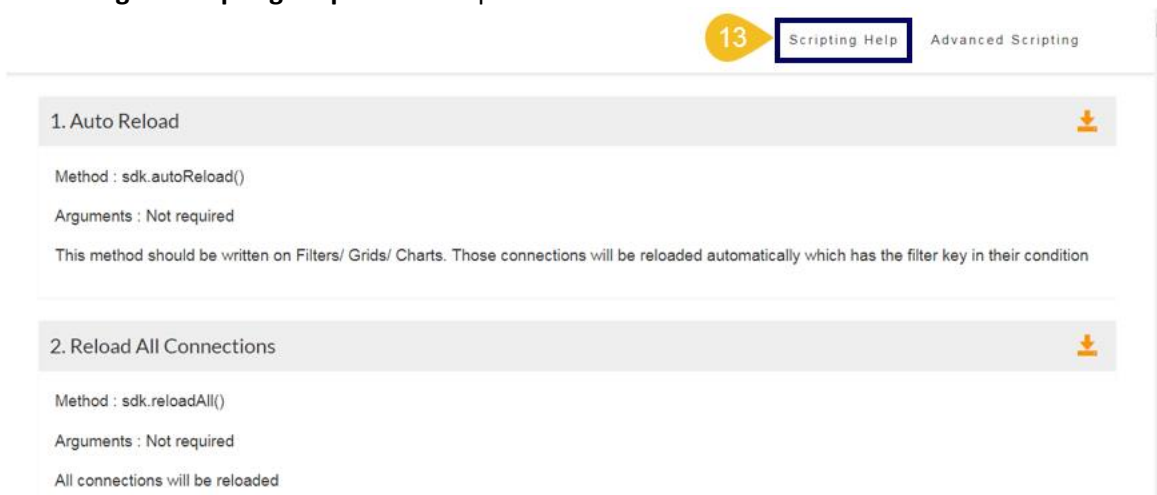 13 Scripting Help Advanced Scripting
1. Auto Reload
Method : sdk.autoReload()
Arguments : Not required
This method should be written on Filters/ Grids/ Charts. Those connections will be reloaded automatically which has the filter key in their condition
2. Reload All Connections
Method : sdk.reloadAll()
Arguments : Not required
All connections will be reloaded